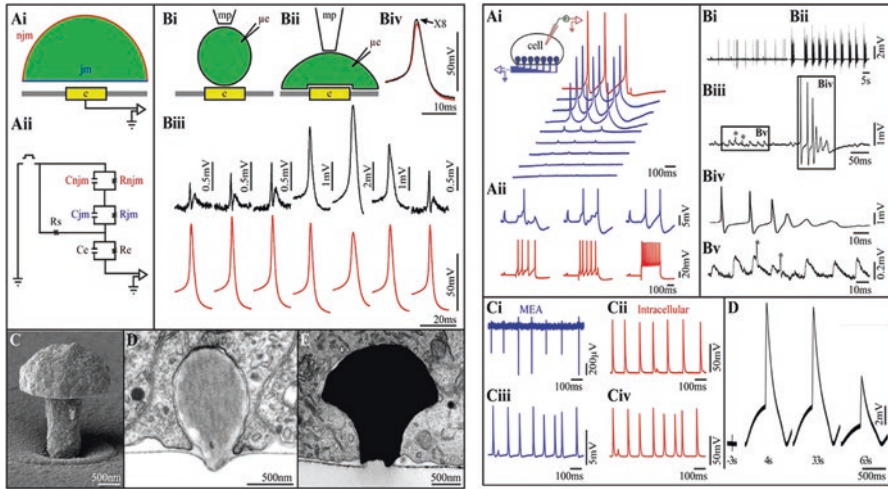 Ai
njm
jm
e
Aii
Cnjm
Rnjm
Cjm
Rjm
Rs
Ce
Re
Bi
mp
µe
e
Bii
mp
µe
e
Biv
X8
50mV
10ms
Biii
0.5mV
0.5mV
0.5mV
1mV
2mV
1mV
0.5mV
50mV
20ms
C
500nm
D
500nm
E
500nm
Ai
cell
100ms
Aii
5mV
100ms
20mV
100ms
Bi
Bii
2mV
5s
Biii
Bv
Biv
1mV
50ms
Biv
1mV
10ms
Bv
0.2mV
10ms
Ci
MEA
200µV
100ms
Cii
Intracellular
50mV
100ms
Ciii
5mV
100ms
Civ
50mV
100ms
D
2mV
-3s
4s
33s
63s
500ms